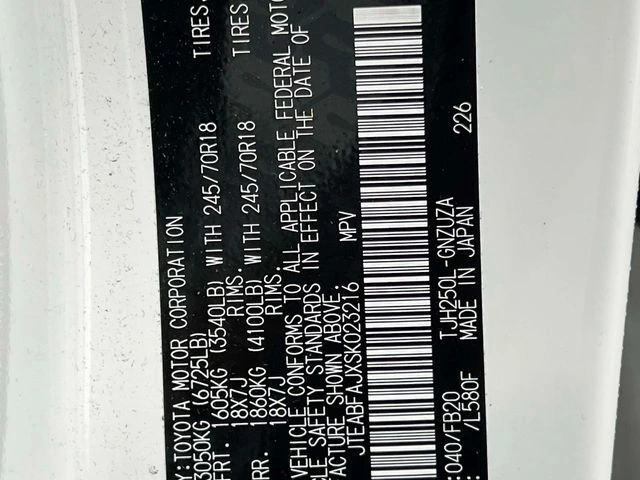 Y:TOYOTA MOTOR CORPORATION
3050KG (6725LB)
FRT. 1605KG (3540LB) WITH 245/70R18 TIRES,
18X7J RIMS.
RR. 1860KG (4100LB) WITH 245/70R18 TIRES
18X7J RIMS.
VEHICLE CONFORMS TO ALL APPLICABLE FEDERAL MOTO
CLE SAFETY STANDARDS IN EFFECT ON THE DATE OF
FACTURE SHOWN ABOVE.
JTEABFAJXSK023216 MPV
:040/FB20 TJH250L-GNZUZA
/L580F MADE IN JAPAN 226